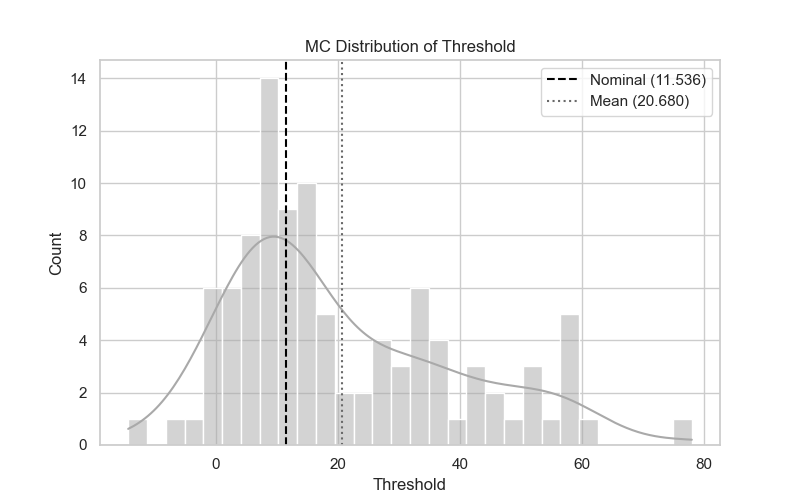 MC Distribution of Threshold
Nominal (11.536)
Mean (20.680)
14
12
10
8
6
4
2
0
Count
0 20 40 60 80
Threshold